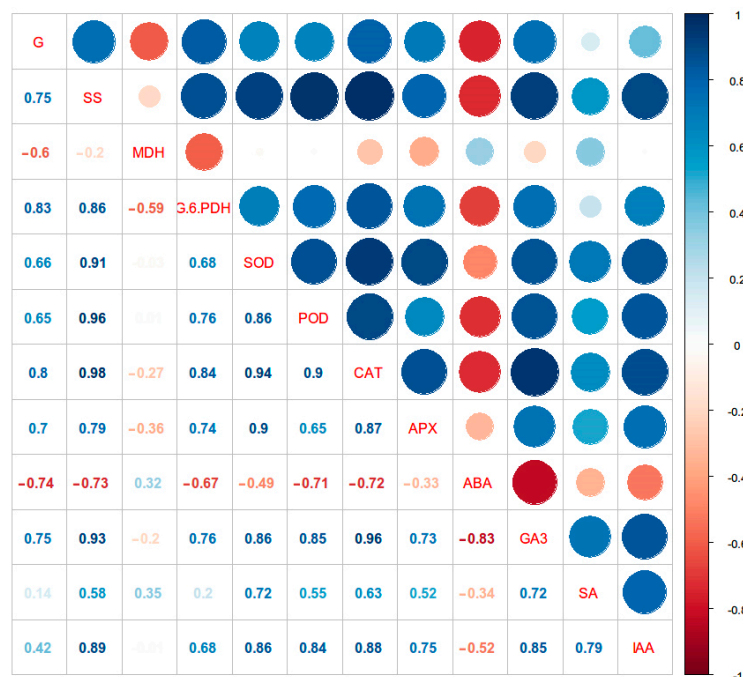 G
0.75 SS
−0.6 −0.2 MDH
0.83 0.86 −0.59 G.6.PDH
0.66 0.91 −0.03 0.68 SOD
0.65 0.96 0.01 0.76 0.86 POD
0.8 0.98 −0.27 0.84 0.94 0.9 CAT
0.7 0.79 −0.36 0.74 0.9 0.65 0.87 APX
−0.74 −0.73 0.32 −0.67 −0.49 −0.71 −0.72 −0.33 ABA
0.75 0.93 −0.2 0.76 0.86 0.85 0.96 0.73 −0.83 GA3
0.14 0.58 0.35 0.2 0.72 0.55 0.63 0.52 −0.34 0.72 SA
0.42 0.89 −0.01 0.68 0.86 0.84 0.88 0.75 −0.52 0.85 0.79 IAA
1
0.8
0.6
0.4
0.2
0
−0.2
−0.4
−0.6
−0.8
−1